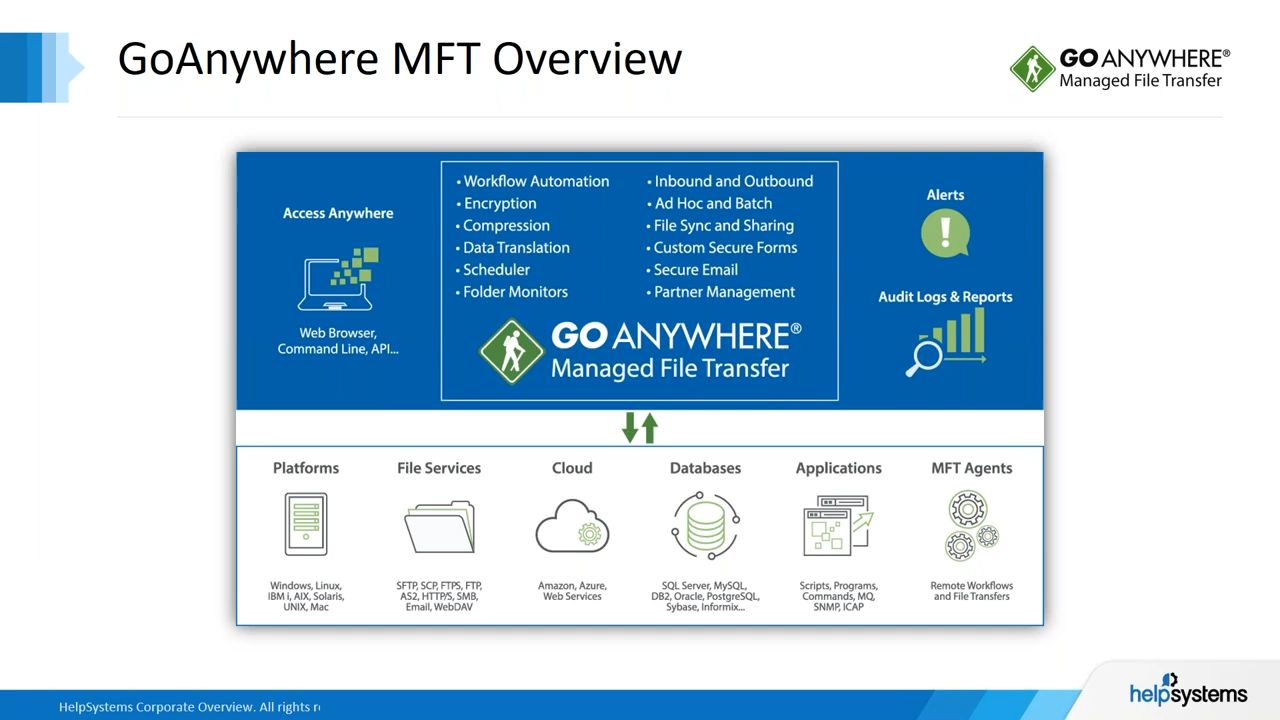 GoAnywhere MFT Overview
GO ANYWHERE®
Managed File Transfer
Access Anywhere
Web Browser,
Command Line, API...
• Workflow Automation
• Encryption
• Compression
• Data Translation
• Scheduler
• Folder Monitors
• Inbound and Outbound
• Ad Hoc and Batch
• File Sync and Sharing
• Custom Secure Forms
• Secure Email
• Partner Management
GO ANYWHERE®
Managed File Transfer
Alerts
!
Audit Logs & Reports
Platforms
Windows, Linux,
IBM i, AIX, Solaris,
UNIX, Mac
File Services
SFTP, SCP, FTPS, FTP,
AS2, HTTP/S, SMB,
Email, WebDAV
Cloud
Amazon, Azure,
Web Services
Databases
SQL Server, MySQL,
DB2, Oracle, PostgreSQL,
Sybase, Informix...
Applications
Scripts, Programs,
Commands, MQ,
SNMP, ICAP
MFT Agents
Remote Workflows
and File Transfers
HelpSystems Corporate Overview. All rights
helpsystems